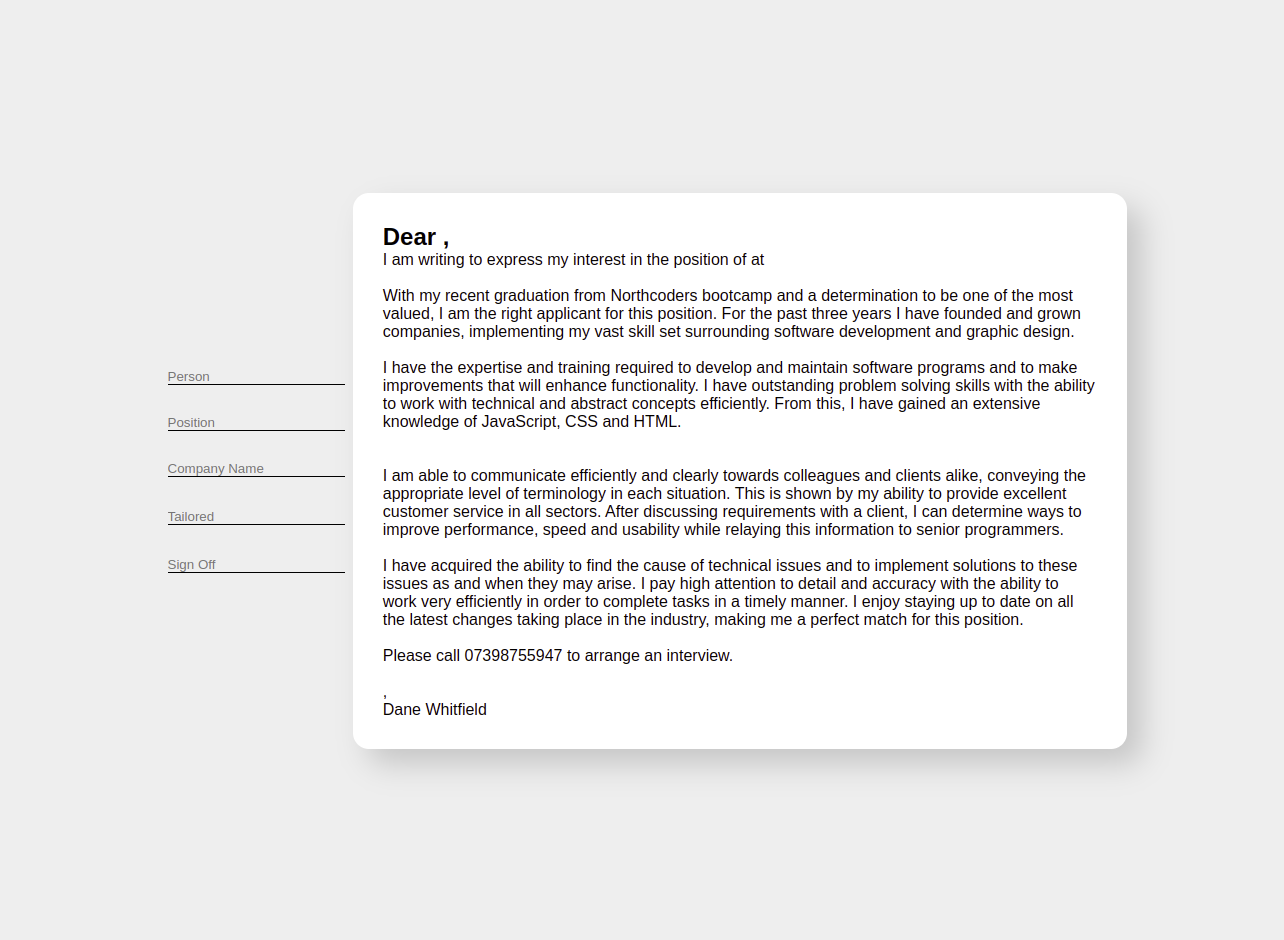 Person
Position
Company Name
Tailored
Sign Off
Dear ,
I am writing to express my interest in the position of at
With my recent graduation from Northcoders bootcamp and a determination to be one of the most
valued, I am the right applicant for this position. For the past three years I have founded and grown
companies, implementing my vast skill set surrounding software development and graphic design.
I have the expertise and training required to develop and maintain software programs and to make
improvements that will enhance functionality. I have outstanding problem solving skills with the ability
to work with technical and abstract concepts efficiently. From this, I have gained an extensive
knowledge of JavaScript, CSS and HTML.
I am able to communicate efficiently and clearly towards colleagues and clients alike, conveying the
appropriate level of terminology in each situation. This is shown by my ability to provide excellent
customer service in all sectors. After discussing requirements with a client, I can determine ways to
improve performance, speed and usability while relaying this information to senior programmers.
I have acquired the ability to find the cause of technical issues and to implement solutions to these
issues as and when they may arise. I pay high attention to detail and accuracy with the ability to
work very efficiently in order to complete tasks in a timely manner. I enjoy staying up to date on all
the latest changes taking place in the industry, making me a perfect match for this position.
Please call 07398755947 to arrange an interview.
,
Dane Whitfield